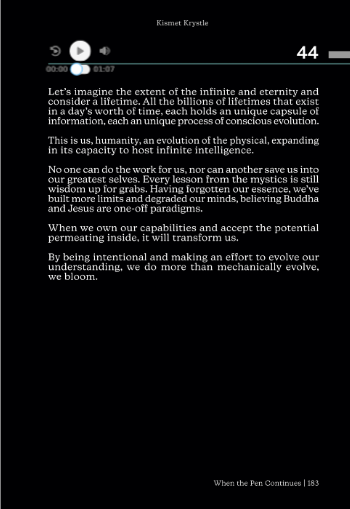 Kismet Krystle
44
00:00
01:07
Let's imagine the extent of the infinite and eternity and
consider a lifetime. All the billions of lifetimes that exist
in a day's worth of time, each holds an unique capsule of
information, each an unique process of conscious evolution.
This is us, humanity, an evolution of the physical, expanding
in its capacity to host infinite intelligence.
No one can do the work for us, nor can another save us into
our greatest selves. Every lesson from the mystics is still
wisdom up for grabs. Having forgotten our essence, we've
built more limits and degraded our minds, believing Buddha
and Jesus are one-off paradigms.
When we own our capabilities and accept the potential
permeating inside, it will transform us.
By being intentional and making an effort to evolve our
understanding, we do more than mechanically evolve,
we bloom.
When the Pen Continues | 183